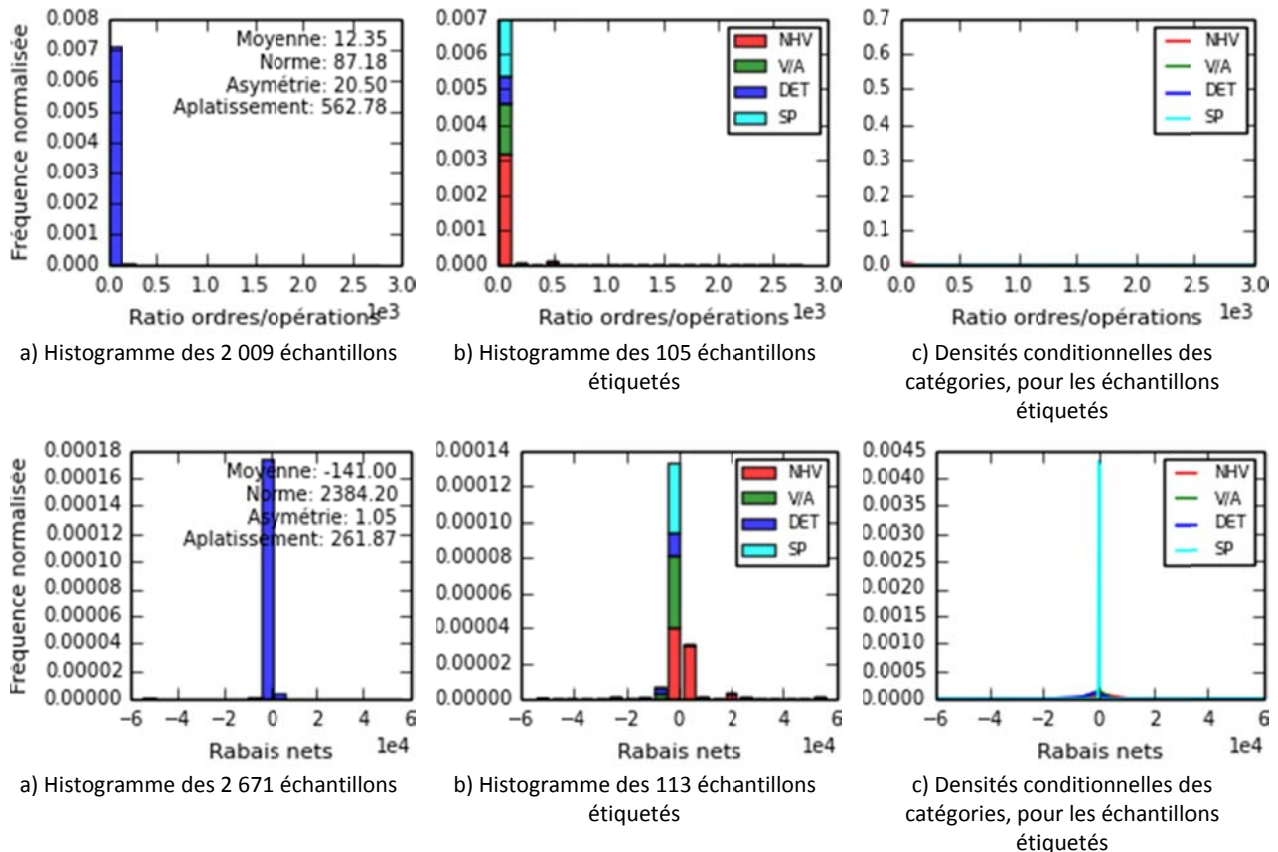 Fréquence normalisée
0.008
0.007
0.006
0.005
0.004
0.003
0.002
0.001
0.000
Moyenne: 12.35
Norme: 87.18
Asymétrie: 20.50
Aplatissement: 562.78
0.0 0.5 1.0 1.5 2.0 2.5 3.0
1e3
Ratio ordres/opérations
a) Histogramme des 2 009 échantillons
0.007
0.006
0.005
0.004
0.003
0.002
0.001
0.000
NHV
V/A
DET
SP
0.0 0.5 1.0 1.5 2.0 2.5 3.0
1e3
Ratio ordres/opérations
b) Histogramme des 105 échantillons
étiquetés
0.7
0.6
0.5
0.4
0.3
0.2
0.1
0.0
NHV
V/A
DET
SP
0.0 0.5 1.0 1.5 2.0 2.5 3.0
1e3
Ratio ordres/opérations
c) Densités conditionnelles des
catégories, pour les échantillons
étiquetés
Fréquence normalisée
0.00018
0.00016
0.00014
0.00012
0.00010
0.00008
0.00006
0.00004
0.00002
0.00000
Moyenne: -141.00
Norme: 2384.20
Asymétrie: 1.05
Aplatissement: 261.87
−6 −4 −2 0 2 4 6
1e4
Rabais nets
a) Histogramme des 2 671 échantillons
0.00014
0.00012
0.00010
0.00008
0.00006
0.00004
0.00002
0.00000
NHV
V/A
DET
SP
−6 −4 −2 0 2 4 6
1e4
Rabais nets
b) Histogramme des 113 échantillons
étiquetés
0.0045
0.0040
0.0035
0.0030
0.0025
0.0020
0.0015
0.0010
0.0005
0.0000
NHV
V/A
DET
SP
−6 −4 −2 0 2 4 6
1e4
Rabais nets
c) Densités conditionnelles des
catégories, pour les échantillons
étiquetés